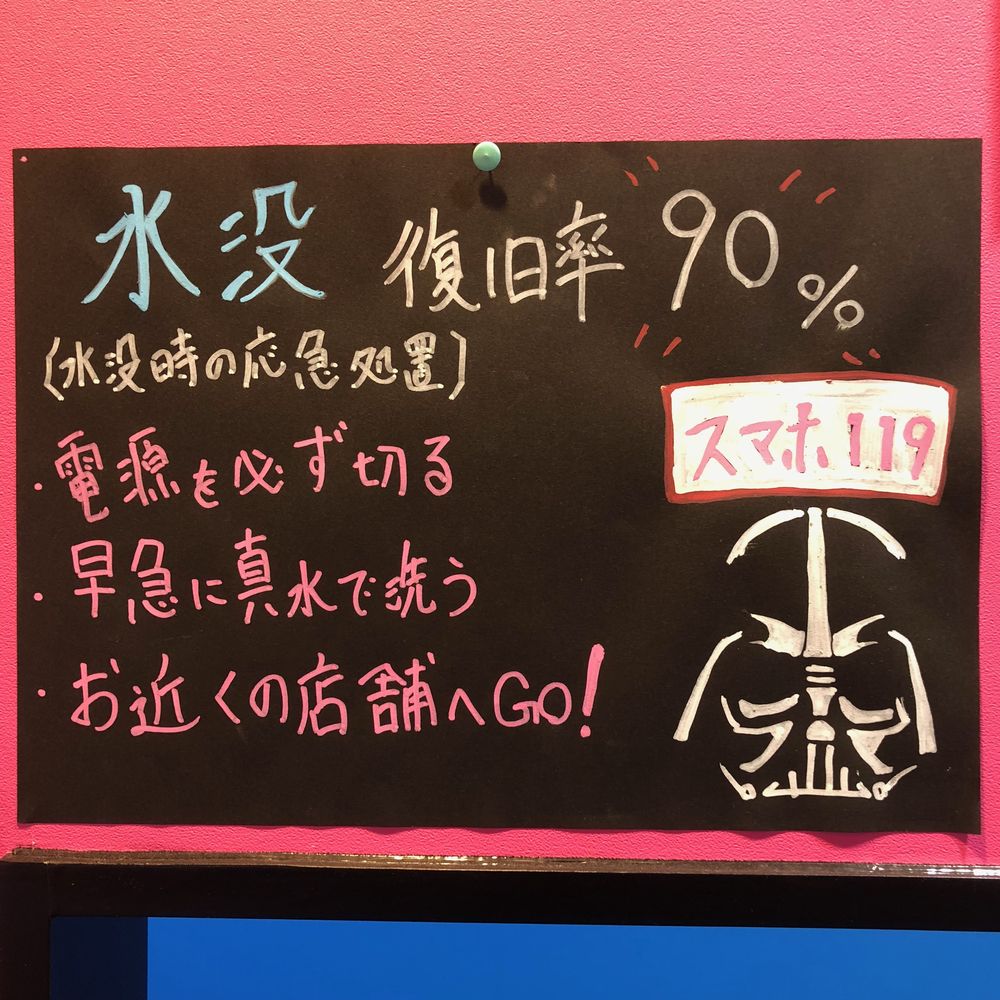 水没 復旧率 90%
(水没時の応急処置)
・電源を必ず切る
・早急に真水で洗う
・お近くの店舗へGO!
スマホ119